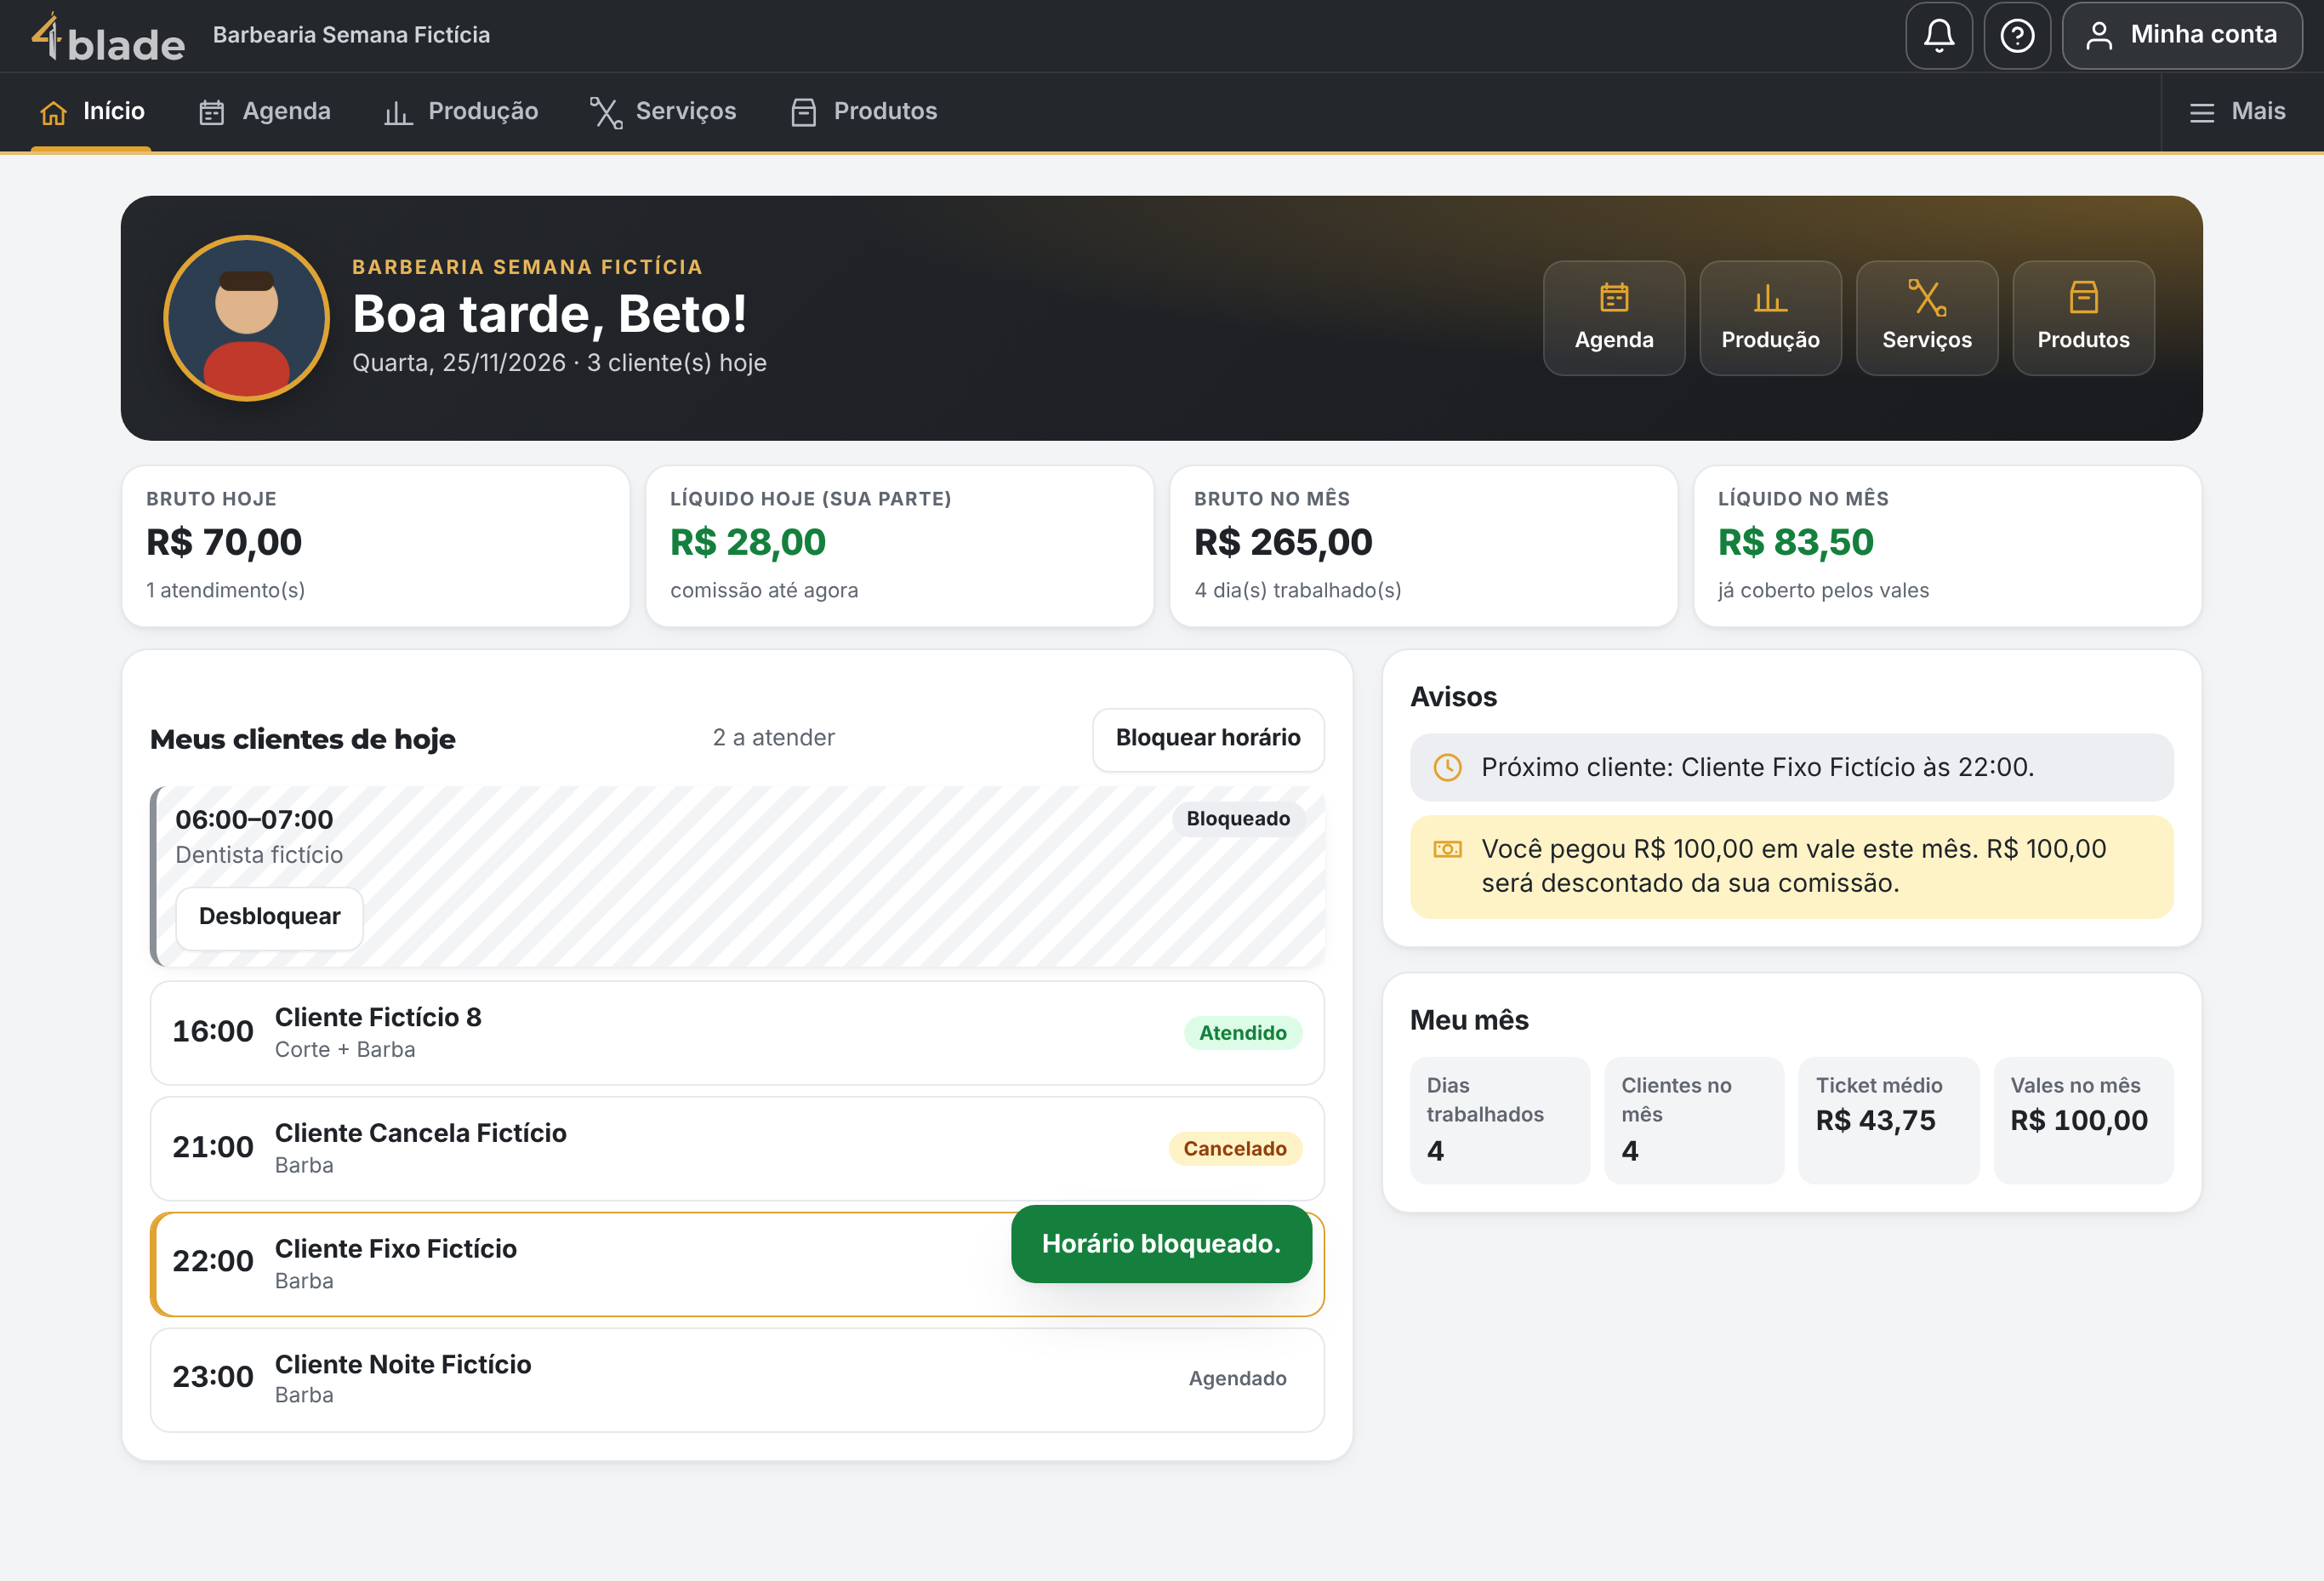 4blade
Barbearia Semana Fictícia
Minha conta
Início
Agenda
Produção
Serviços
Produtos
Mais
BARBEARIA SEMANA FICTÍCIA
Boa tarde, Beto!
Quarta, 25/11/2026 · 3 cliente(s) hoje
Agenda
Produção
Serviços
Produtos
BRUTO HOJE
R$ 70,00
1 atendimento(s)
LÍQUIDO HOJE (SUA PARTE)
R$ 28,00
comissão até agora
BRUTO NO MÊS
R$ 265,00
4 dia(s) trabalhado(s)
LÍQUIDO NO MÊS
R$ 83,50
já coberto pelos vales
Meus clientes de hoje
2 a atender
Bloquear horário
06:00–07:00
Bloqueado
Dentista fictício
Desbloquear
16:00
Cliente Fictício 8
Corte + Barba
Atendido
21:00
Cliente Cancela Fictício
Barba
Cancelado
22:00
Cliente Fixo Fictício
Barba
Horário bloqueado.
23:00
Cliente Noite Fictício
Barba
Agendado
Avisos
Próximo cliente: Cliente Fixo Fictício às 22:00.
Você pegou R$ 100,00 em vale este mês. R$ 100,00
será descontado da sua comissão.
Meu mês
Dias
trabalhados
4
Clientes no
mês
4
Ticket médio
R$ 43,75
Vales no mês
R$ 100,00